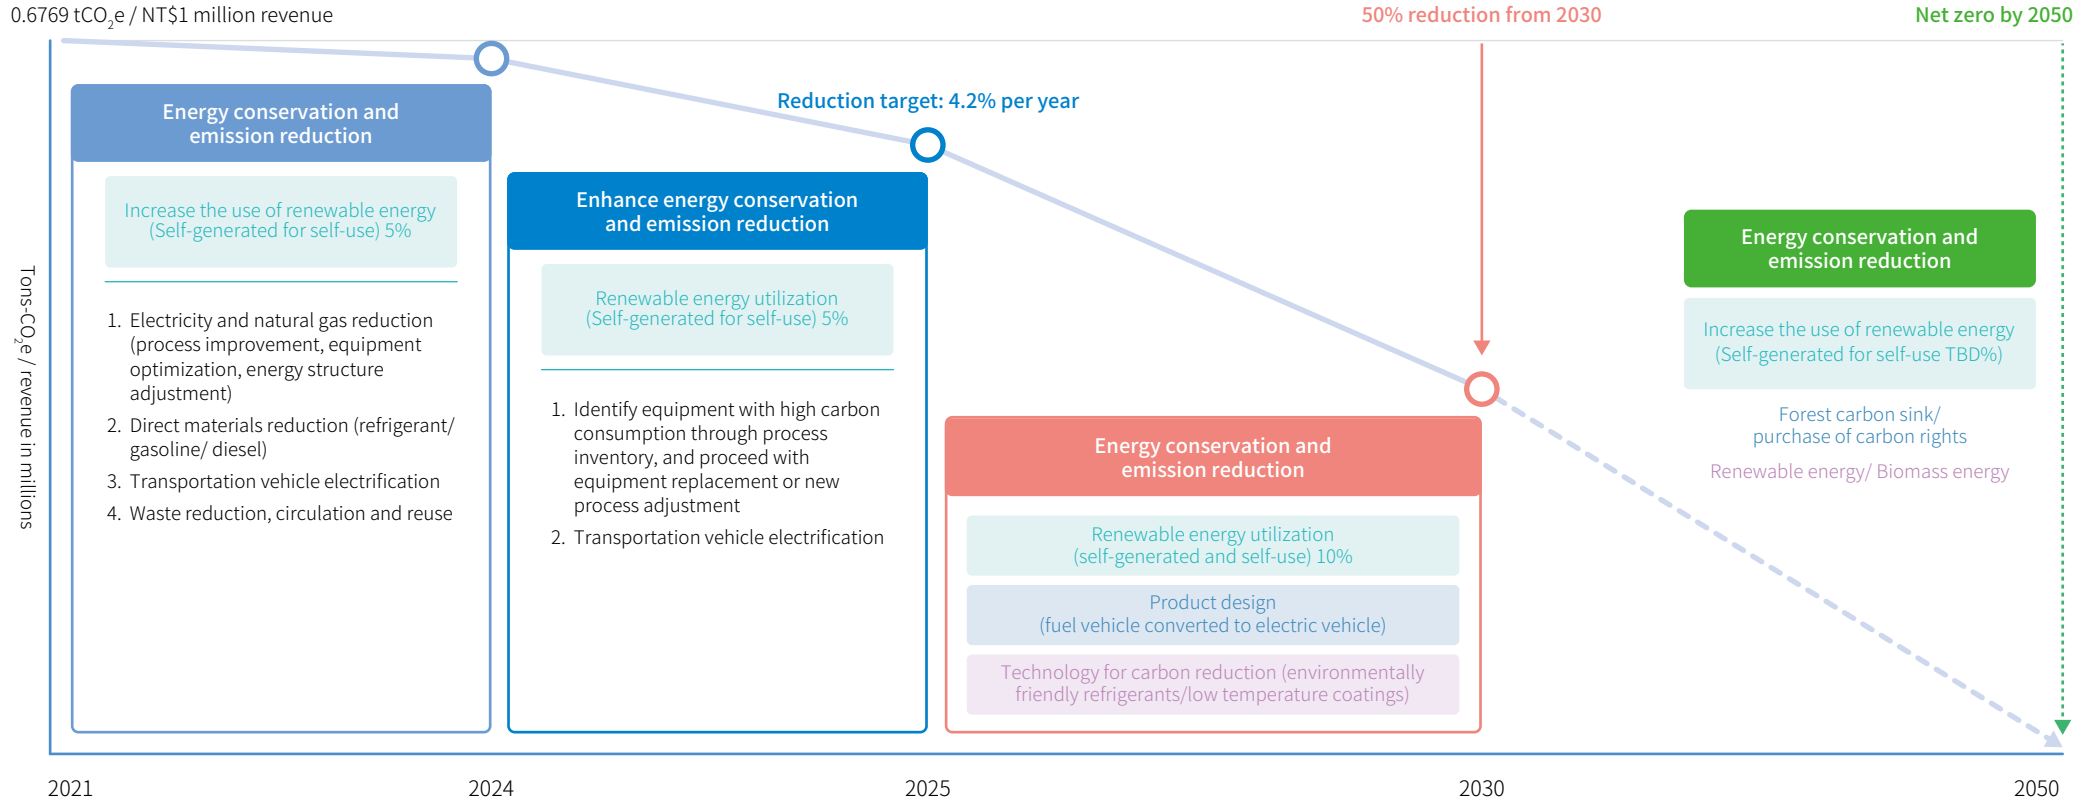 0.6769 tCO₂e / NT$1 million revenue
50% reduction from 2030
Net zero by 2050
Tons-CO₂e / revenue in millions
Energy conservation and
emission reduction
Increase the use of renewable energy
(Self-generated for self-use) 5%
1. Electricity and natural gas reduction
(process improvement, equipment
optimization, energy structure
adjustment)
2. Direct materials reduction (refrigerant/
gasoline/ diesel)
3. Transportation vehicle electrification
4. Waste reduction, circulation and reuse
Reduction target: 4.2% per year
Enhance energy conservation
and emission reduction
Renewable energy utilization
(Self-generated for self-use) 5%
1. Identify equipment with high carbon
consumption through process
inventory, and proceed with
equipment replacement or new
process adjustment
2. Transportation vehicle electrification
Energy conservation and
emission reduction
Renewable energy utilization
(self-generated and self-use) 10%
Product design
(fuel vehicle converted to electric vehicle)
Technology for carbon reduction (environmentally
friendly refrigerants/low temperature coatings)
Energy conservation and
emission reduction
Increase the use of renewable energy
(Self-generated for self-use TBD%)
Forest carbon sink/
purchase of carbon rights
Renewable energy/ Biomass energy
2021
2024
2025
2030
2050